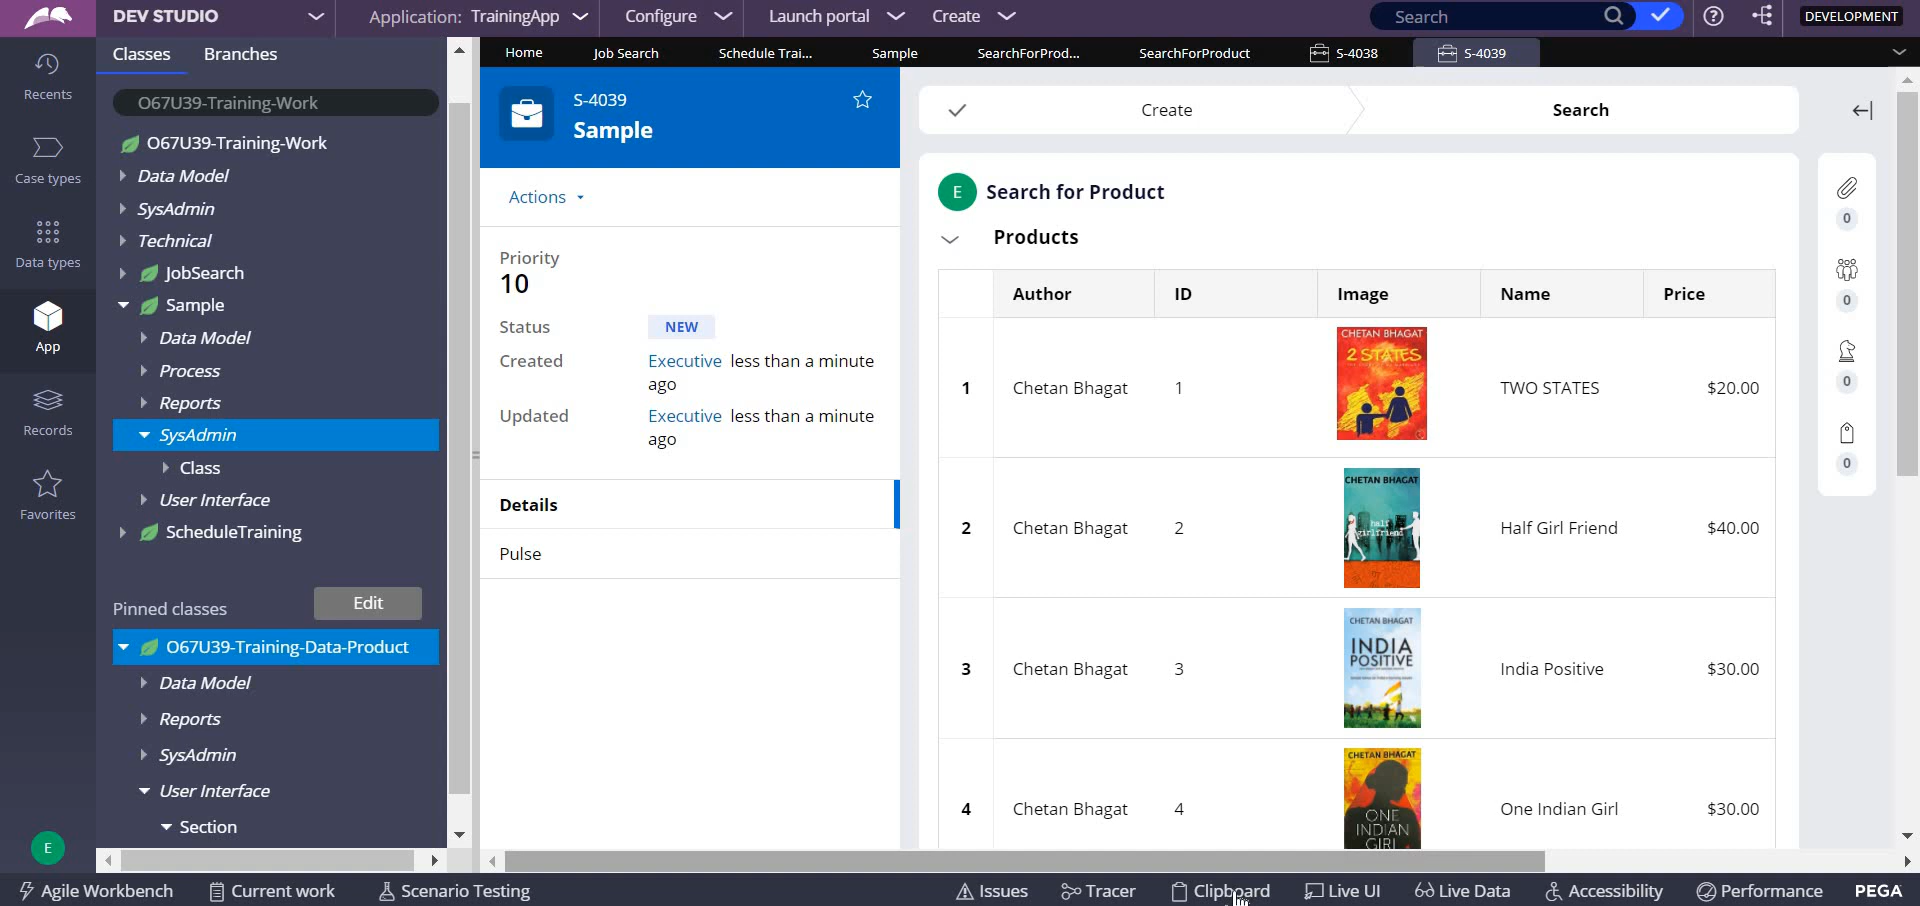 DEV STUDIO
Application: TrainingApp
Configure
Launch portal
Create
Search
DEVELOPMENT
Recents
Case types
Data types
App
Records
Favorites
E
Classes
Branches
O67U39-Training-Work
O67U39-Training-Work
Data Model
SysAdmin
Technical
JobSearch
Sample
Data Model
Process
Reports
SysAdmin
Class
User Interface
ScheduleTraining
Pinned classes
Edit
O67U39-Training-Data-Product
Data Model
Reports
SysAdmin
User Interface
Section
Home
Job Search
Schedule Trai...
Sample
SearchForProd...
SearchForProduct
S-4038
S-4039
S-4039
Sample
Actions
Priority
10
Status NEW
Created Executive less than a minute
ago
Updated Executive less than a minute
ago
Details
Pulse
Create
Search
E Search for Product
Products
Author ID Image Name Price
1 Chetan Bhagat 1 TWO STATES $20.00
CHETAN BHAGAT
2 STATES
2 Chetan Bhagat 2 Half Girl Friend $40.00
CHETAN BHAGAT
half
girlfriend
3 Chetan Bhagat 3 India Positive $30.00
CHETAN BHAGAT
INDIA
POSITIVE
4 Chetan Bhagat 4 One Indian Girl $30.00
CHETAN BHAGAT
ONE
INDIAN
GIRL
0
0
0
0
Agile Workbench
Current work
Scenario Testing
Issues
Tracer
Clipboard
Live UI
Live Data
Accessibility
Performance
PEGA